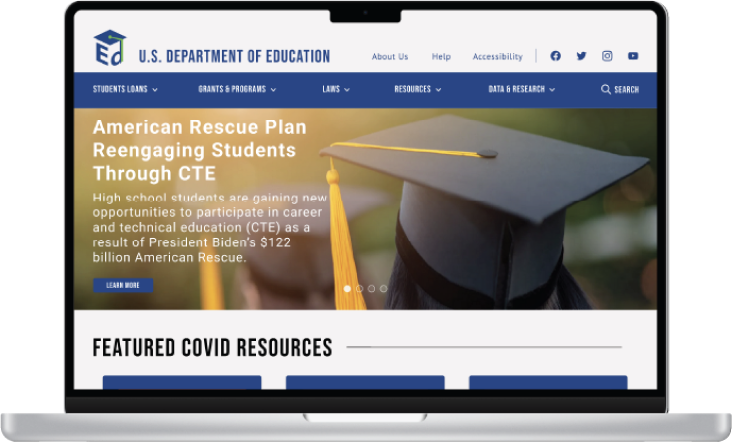 Ed
U.S. DEPARTMENT OF EDUCATION
About Us Help Accessibility
STUDENTS LOANS GRANTS & PROGRAMS LAWS RESOURCES DATA & RESEARCH SEARCH
American Rescue Plan
Reengaging Students
Through CTE
High school students are gaining new
opportunities to participate in career
and technical education (CTE) as a
result of President Biden's $122
billion American Rescue.
LEARN MORE
FEATURED COVID RESOURCES